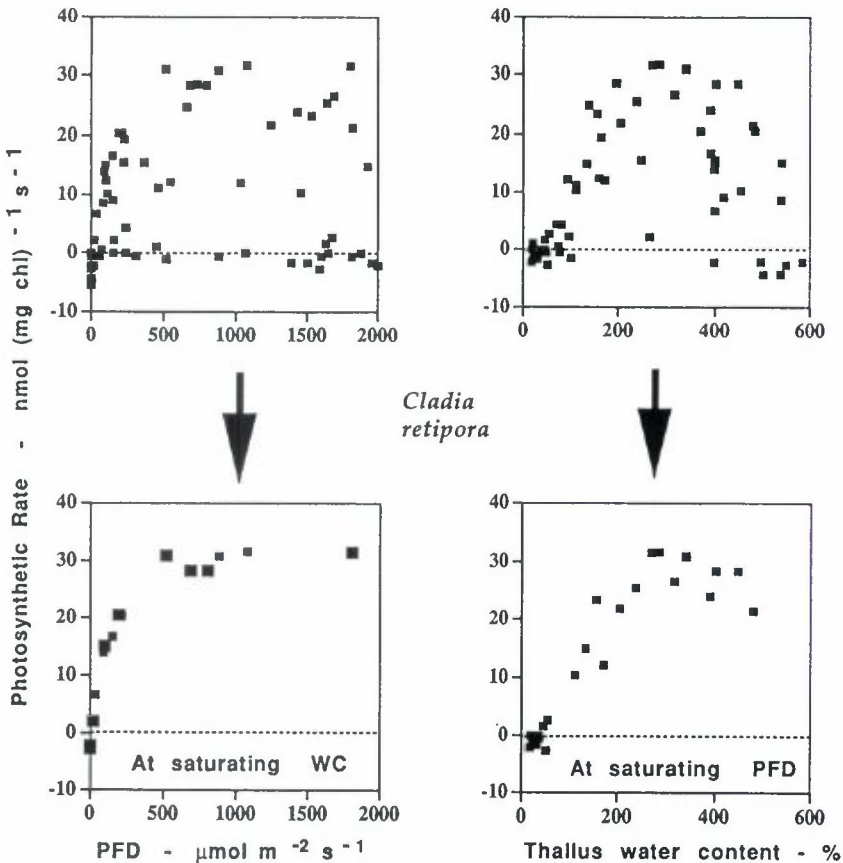 Photosynthetic Rate - nmol (mg chl) -1 s -1
40
30
20
10
0
-10
0 500 1000 1500 2000
40
30
20
10
0
-10
0 200 400 600
Cladia
retipora
40
30
20
10
0
-10
At saturating WC
0 500 1000 1500 2000
PFD - μmol m -2 s -1
40
30
20
10
0
-10
At saturating PFD
0 200 400 600
Thallus water content - %